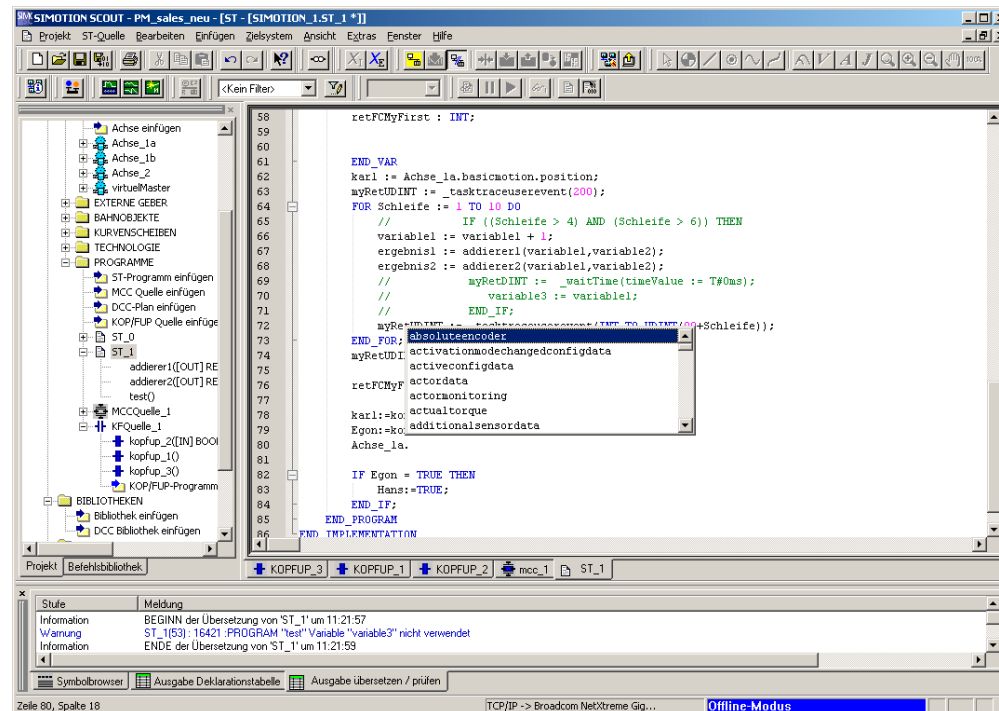 SIMOTION SCOUT - PM_sales_neu - [ST - [SIMOTION_1.ST_1 *]]
Projekt ST-Quelle Bearbeiten Einfügen Zielsystem Ansicht Extras Fenster Hilfe
<Kein Filter>
Achse einfügen
Achse_1a
Achse_1b
Achse_2
virtuelMaster
EXTERNE GEBER
BAHNOBJEKTE
KURVENSCHEIBEN
TECHNOLOGIE
PROGRAMME
ST-Programm einfügen
MCC Quelle einfügen
DCC-Plan einfügen
KOP/FUP Quelle einfüge
ST_0
ST_1
addierer1([OUT] RE
addierer2([OUT] RE
test()
MCCQuelle_1
KFQuelle_1
kopfup_2([IN] BOOI
kopfup_1()
kopfup_3()
KOP/FUP-Programm
BIBLIOTHEKEN
Bibliothek einfügen
DCC Bibliothek einfügen
Projekt Befehlsbibliothek
58 retFCMyFirst : INT;
59
60
61 END_VAR
62 karl := Achse_1a.basicmotion.position;
63 myRetUDINT := _tasktraceuserevent(200);
64 FOR Schleife := 1 TO 10 DO
65 // IF ((Schleife > 4) AND (Schleife > 6)) THEN
66 variable1 := variable1 + 1;
67 ergebnis1 := addierer1(variable1,variable2);
68 ergebnis2 := addierer2(variable1,variable2);
69 // myRetDINT := _waitTime(timeValue := T#0ms);
70 // variable3 := variable1;
71 // END_IF;
72 myRetUDINT := _tasktraceuserevent(INT_TO_UDINT(99+Schleife));
73 END_FOR;
74 myRetUDI
75
76 retFCMyF
77
78 karl:=ko
79 Egon:=ko
80 Achse_1a.
81
82 IF Egon = TRUE THEN
83 Hans:=TRUE;
84 END_IF;
85 END_PROGRAM
86 END_IMPLEMENTATION
absoluteencoder
activationmodechangedconfigdata
activeconfigdata
actordata
actormonitoring
actualtorque
additionalsensordata
KOPFUP_3 KOPFUP_1 KOPFUP_2 mcc_1 ST_1
Stufe Meldung
Information BEGINN der Übersetzung von 'ST_1' um 11:21:57
Warnung ST_1(53) : 16421 :PROGRAM "test" Variable "variable3" nicht verwendet
Information ENDE der Übersetzung von 'ST_1' um 11:21:59
Symbolbrowser Ausgabe Deklarationstabelle Ausgabe übersetzen / prüfen
Zeile 80, Spalte 18 TCP/IP -> Broadcom NetXtreme Gig... Offline-Modus